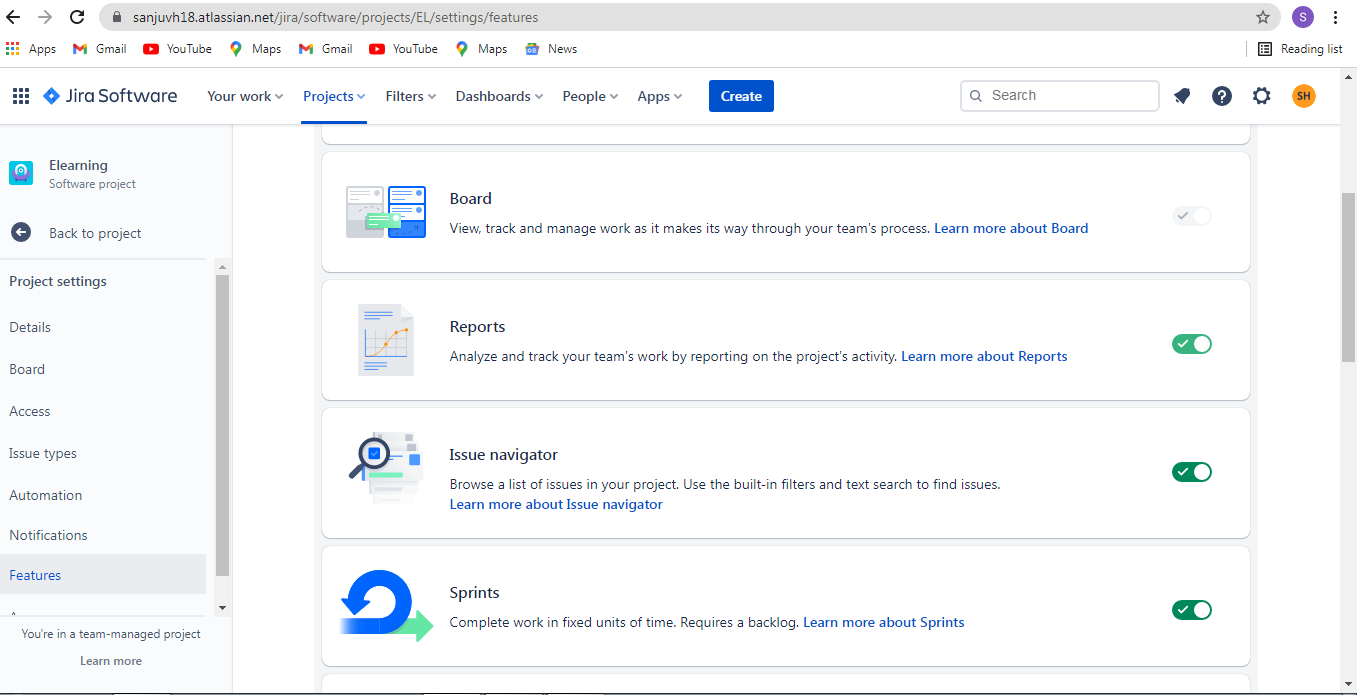 sanjuvh18.atlassian.net/jira/software/projects/EL/settings/features
S
Apps Gmail YouTube Maps Gmail YouTube Maps News Reading list
Jira Software Your work Projects Filters Dashboards People Apps Create Search SH
Elearning
Software project
Back to project
Project settings
Details
Board
Access
Issue types
Automation
Notifications
Features
You're in a team-managed project
Learn more
Board
View, track and manage work as it makes its way through your team's process. Learn more about Board
Reports
Analyze and track your team's work by reporting on the project's activity. Learn more about Reports
Issue navigator
Browse a list of issues in your project. Use the built-in filters and text search to find issues.
Learn more about Issue navigator
Sprints
Complete work in fixed units of time. Requires a backlog. Learn more about Sprints